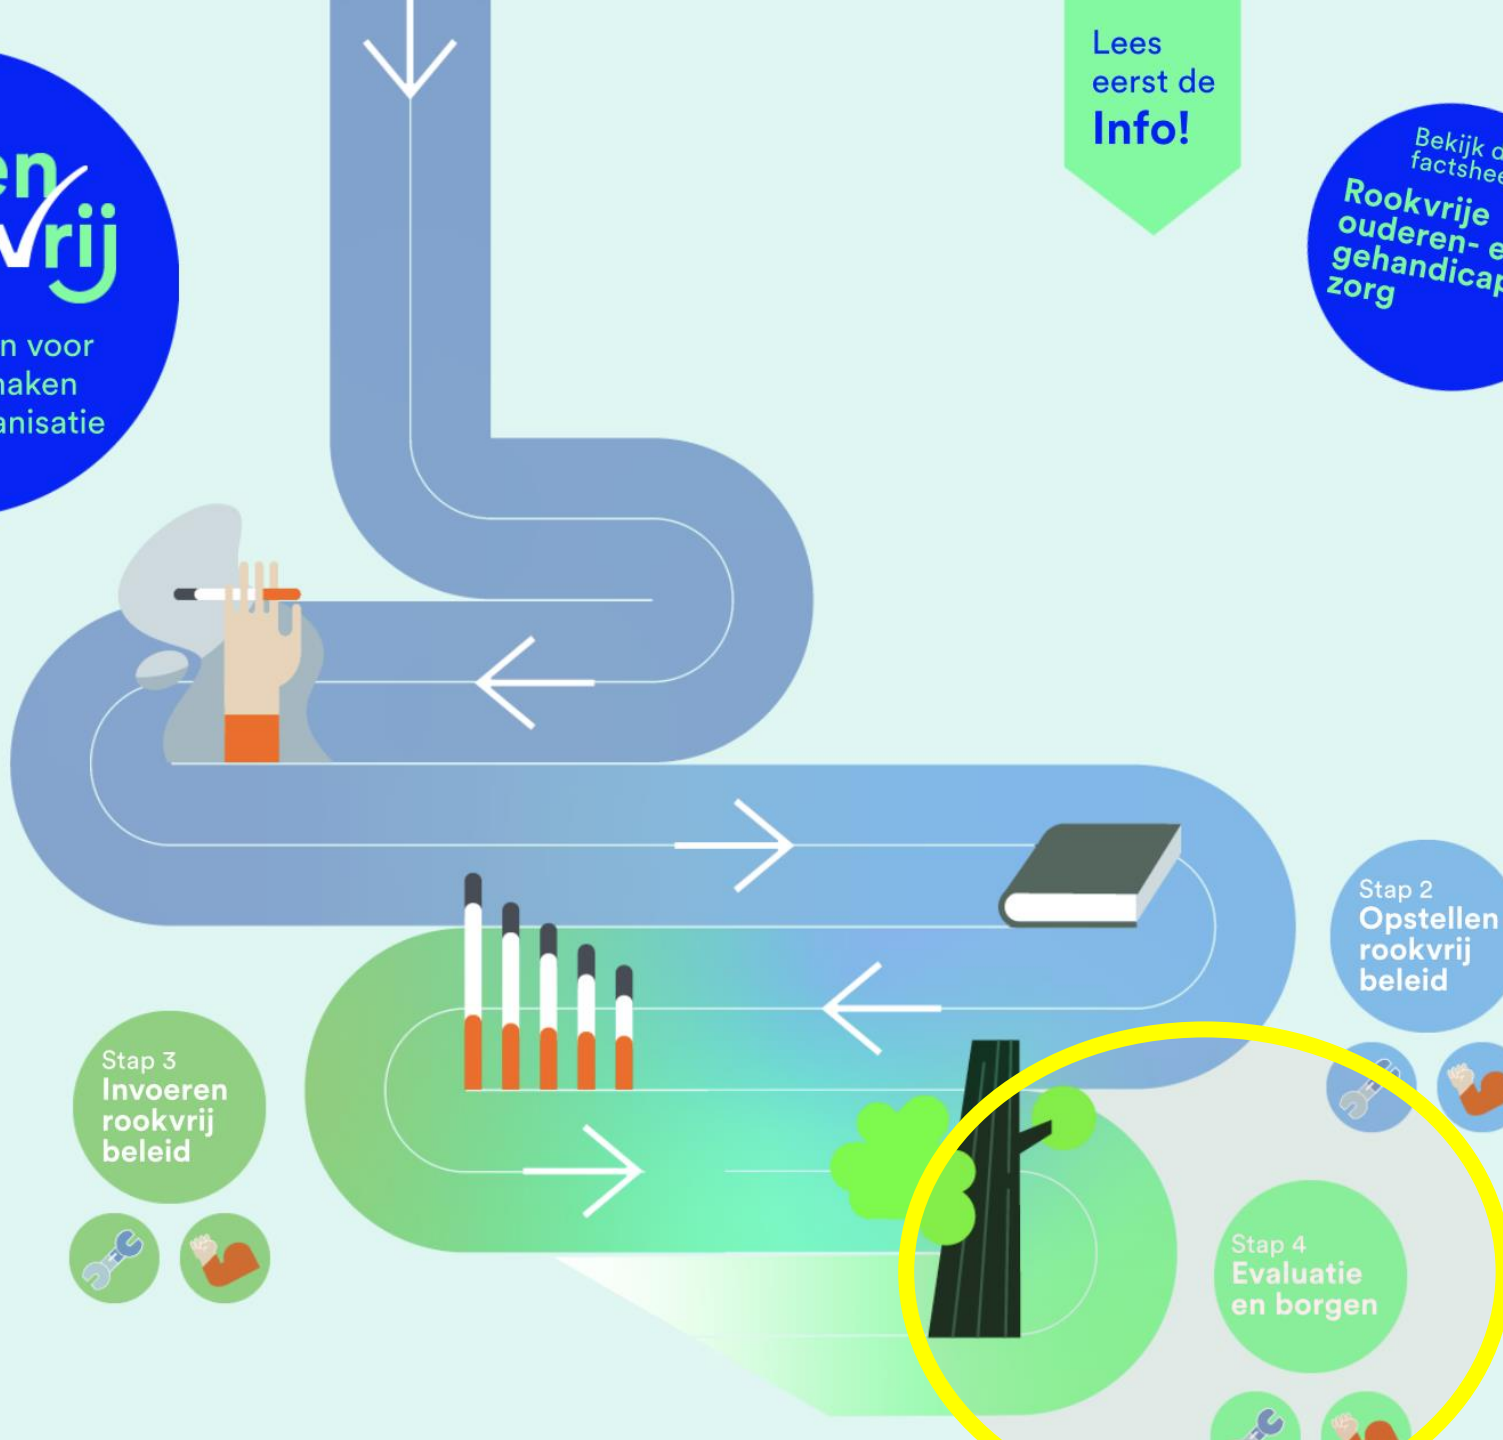 en
vrij
n voor
naken
anisatie
Lees
eerst de
Info!
Bekijk d
factshee
Rookvrije
ouderen- e
gehandicap
zorg
Stap 2
Opstellen
rookvrij
beleid
Stap 3
Invoeren
rookvrij
beleid
Stap 4
Evaluatie
en borgen